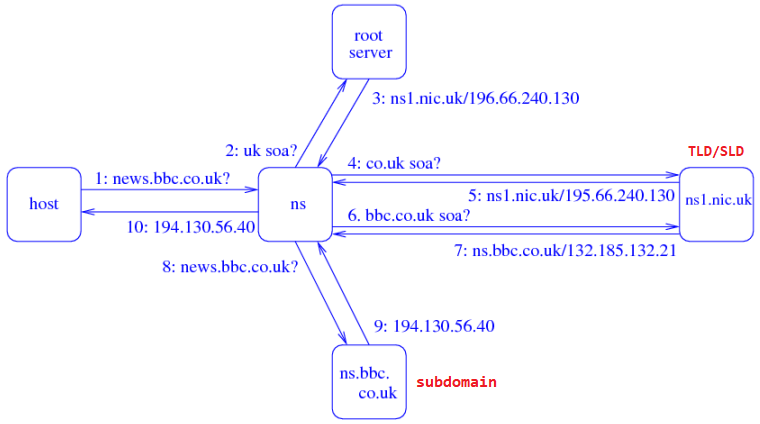 root
server
3: ns1.nic.uk/196.66.240.130
2: uk soa?
TLD/SLD
4: co.uk soa?
1: news.bbc.co.uk?
host
ns
5: ns1.nic.uk/195.66.240.130
ns1.nic.uk
6. bbc.co.uk soa?
10: 194.130.56.40
7: ns.bbc.co.uk/132.185.132.21
8: news.bbc.co.uk?
9: 194.130.56.40
ns.bbc.
co.uk
subdomain